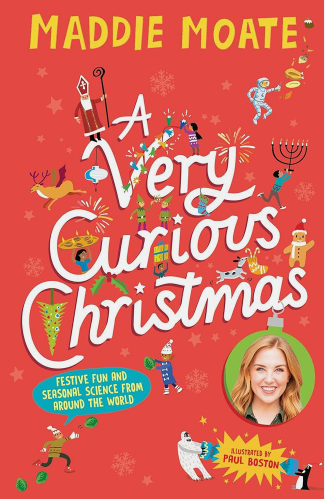 MADDIE MOATE
A
Very
Curious
Christmas
FESTIVE FUN AND
SEASONAL SCIENCE FROM
AROUND THE WORLD
ILLUSTRATED BY
PAUL BOSTON